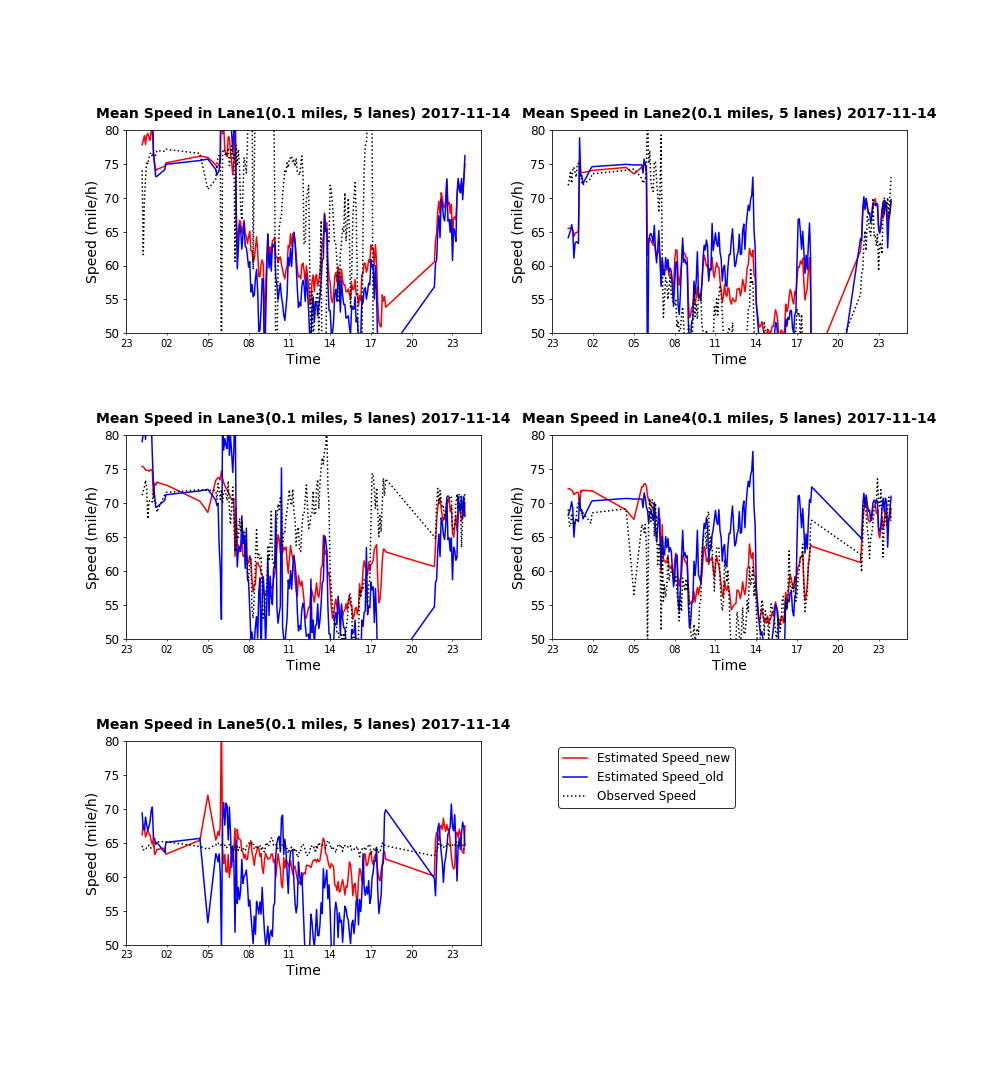 Mean Speed in Lane1(0.1 miles, 5 lanes) 2017-11-14
80
75
70
65
60
55
50
Speed (mile/h)
23 02 05 08 11 14 17 20 23
Time
Mean Speed in Lane2(0.1 miles, 5 lanes) 2017-11-14
80
75
70
65
60
55
50
Speed (mile/h)
23 02 05 08 11 14 17 20 23
Time
Mean Speed in Lane3(0.1 miles, 5 lanes) 2017-11-14
80
75
70
65
60
55
50
Speed (mile/h)
23 02 05 08 11 14 17 20 23
Time
Mean Speed in Lane4(0.1 miles, 5 lanes) 2017-11-14
80
75
70
65
60
55
50
Speed (mile/h)
23 02 05 08 11 14 17 20 23
Time
Mean Speed in Lane5(0.1 miles, 5 lanes) 2017-11-14
80
75
70
65
60
55
50
Speed (mile/h)
23 02 05 08 11 14 17 20 23
Time
Estimated Speed_new
Estimated Speed_old
Observed Speed